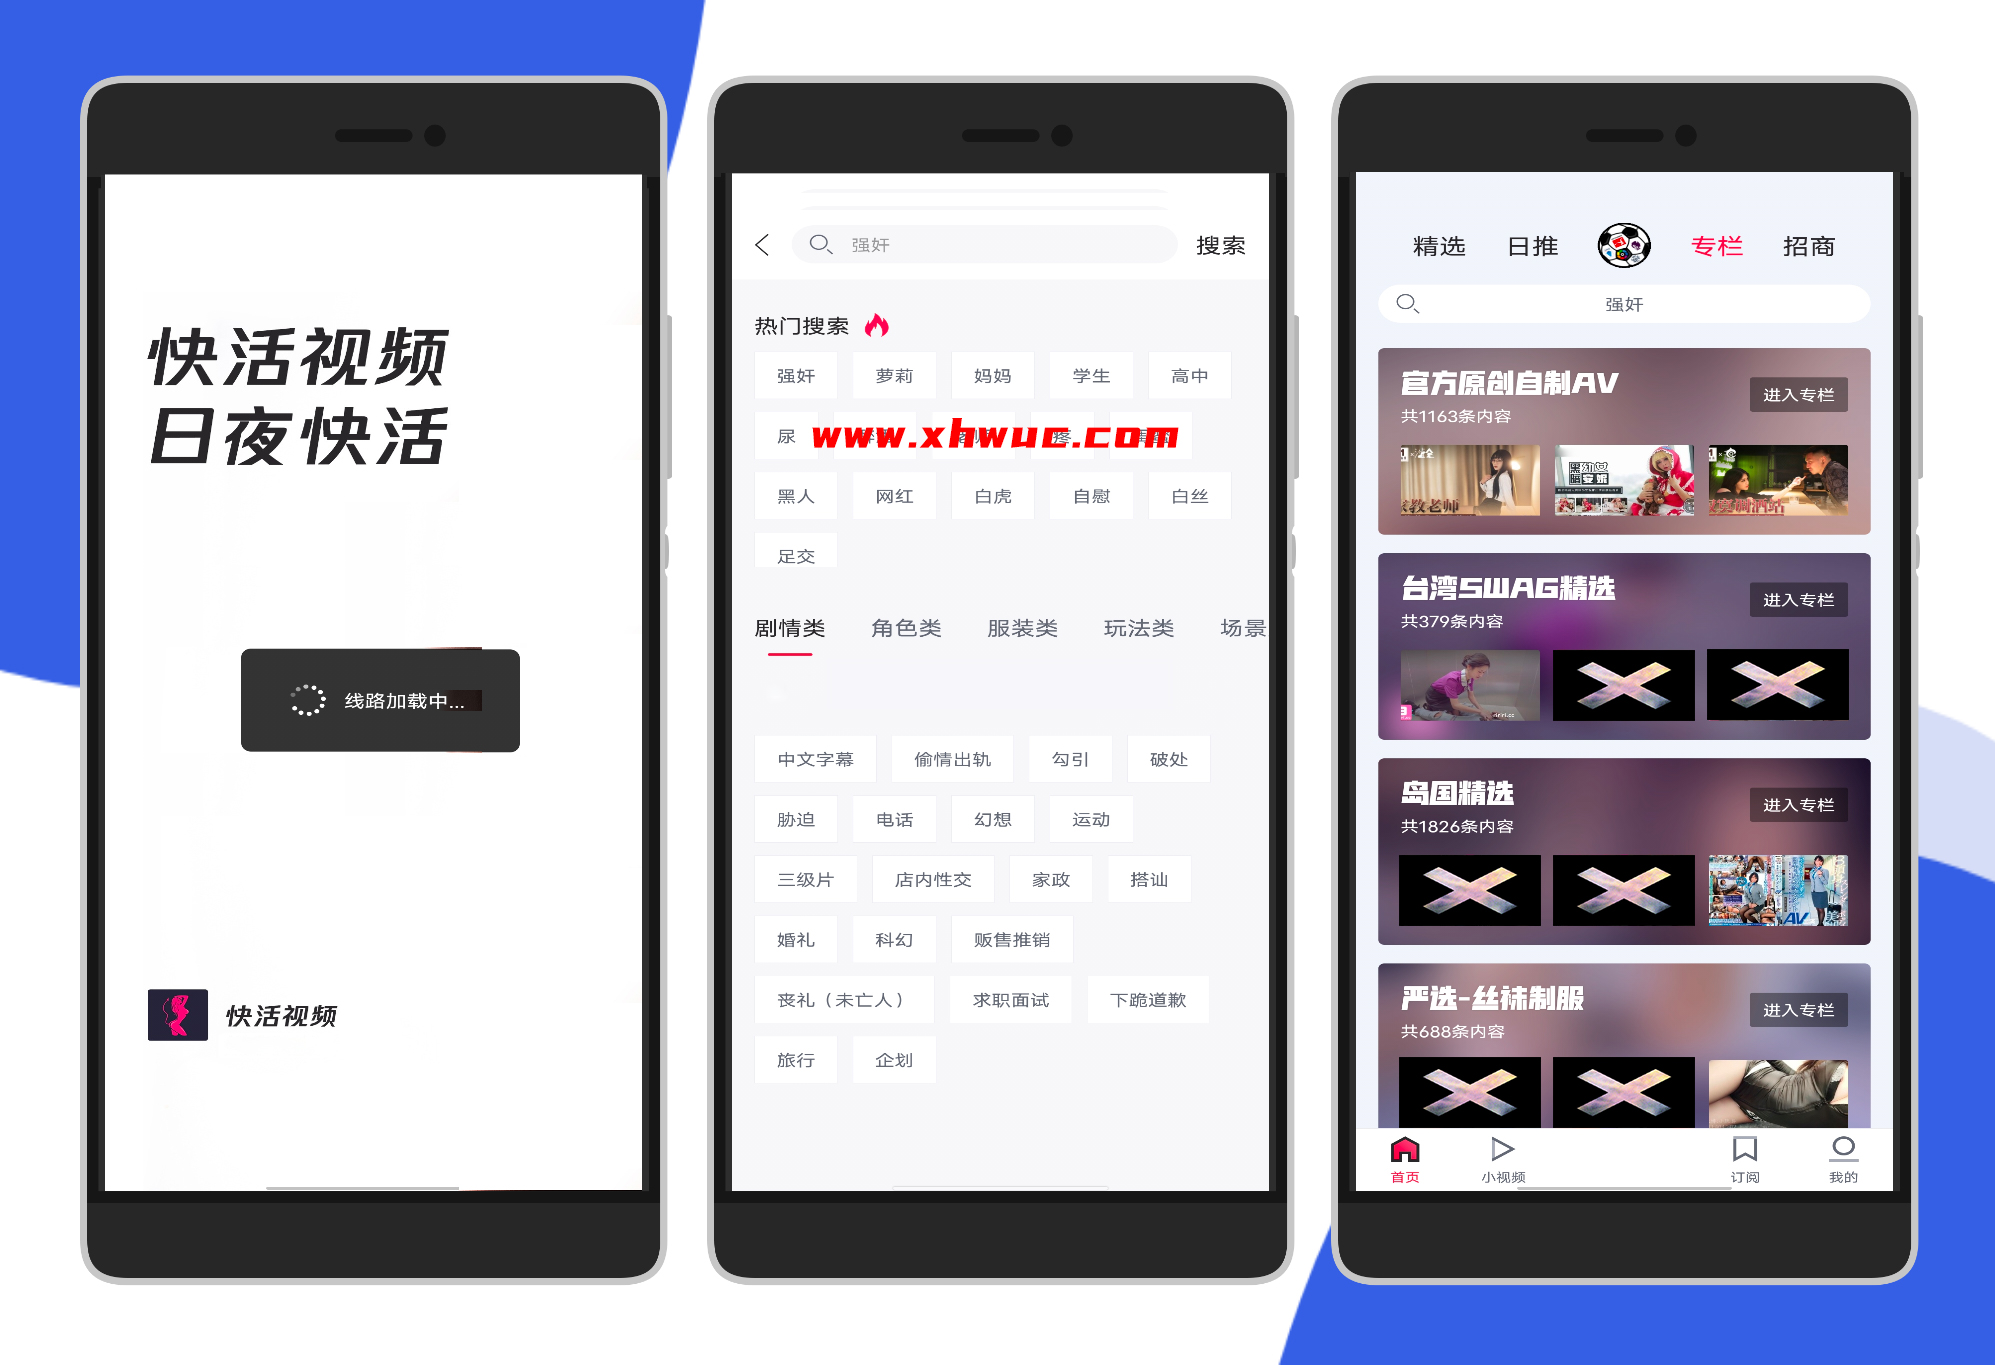 快活视频
日夜快活
线路加载中...
快活视频
强奸
搜索
热门搜索
强奸 萝莉 妈妈 学生 高中
尿
www.xhwuc.com
黑人 网红 白虎 自慰 白丝
足交
剧情类 角色类 服装类 玩法类 场景
中文字幕 偷情出轨 勾引 破处
胁迫 电话 幻想 运动
三级片 店内性交 家政 搭讪
婚礼 科幻 贩售推销
丧礼（未亡人） 求职面试 下跪道歉
旅行 企划
精选 日推 专栏 招商
强奸
官方原创自制AV
进入专栏
共1163条内容
台湾SWAG精选
进入专栏
共379条内容
岛国精选
进入专栏
共1826条内容
AV
严选-丝袜制服
进入专栏
共688条内容
首页 小视频 订阅 我的